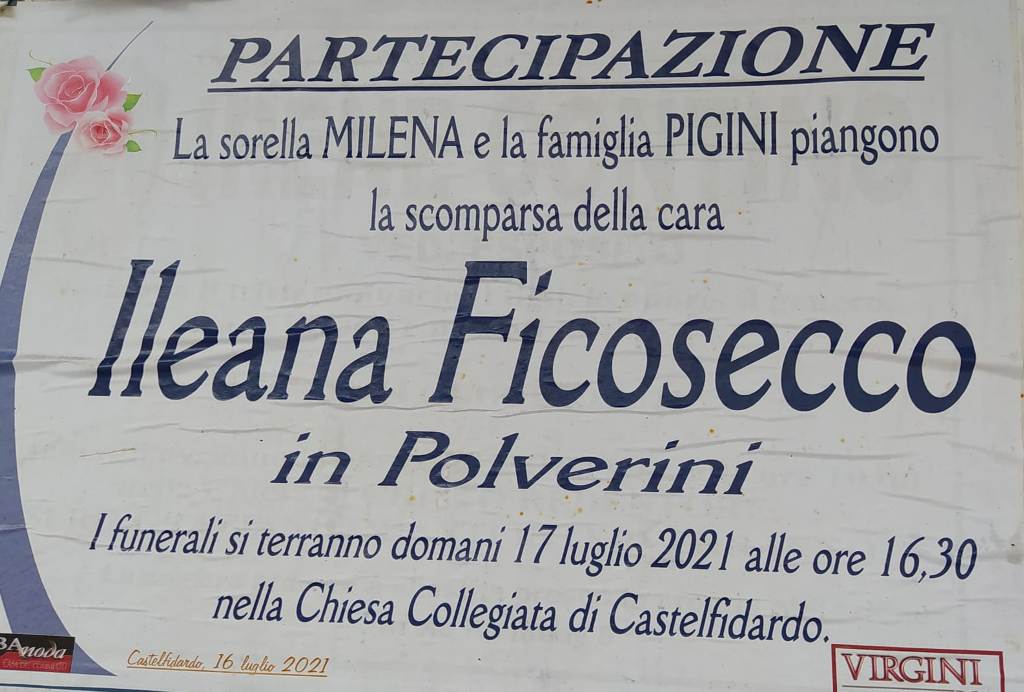 PARTECIPAZIONE
La sorella MILENA e la famiglia PIGINI piangono
la scomparsa della cara
Ileana Ficosecco
in Polverini
I funerali si terranno domani 17 luglio 2021 alle ore 16,30
nella Chiesa Collegiata di Castelfidardo.
BAnova
Castelfidardo, 16 luglio 2021
VIRGINI